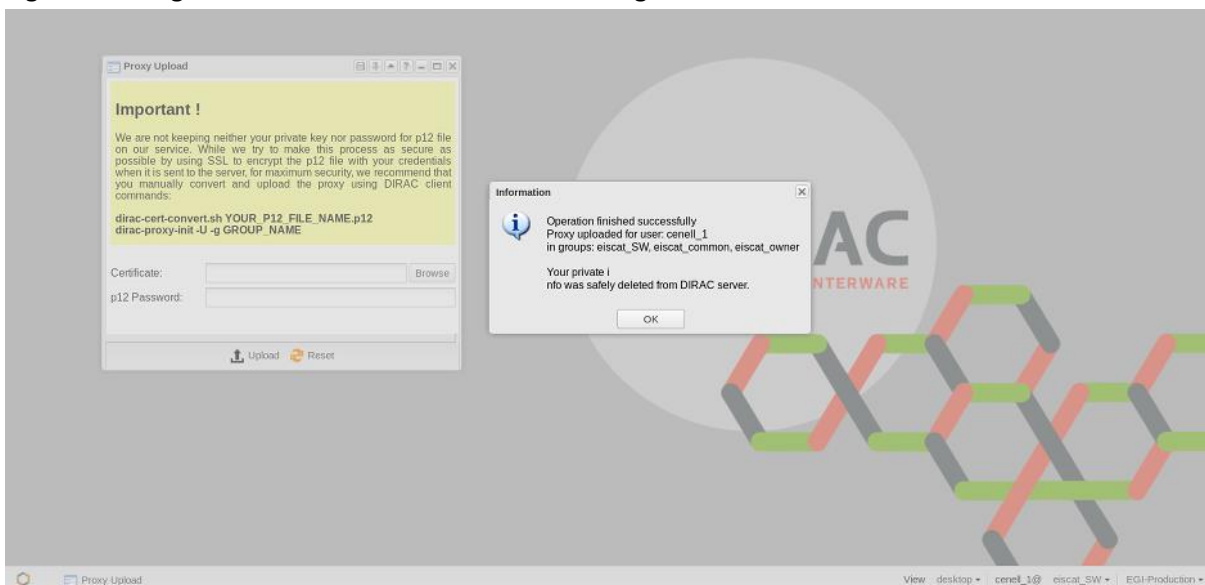 Proxy Upload
Important !
We are not keeping neither your private key nor password for p12 file
on our service. While we try to make this process as secure as
possible by using SSL to encrypt the p12 file with your credentials
when it is sent to the server, for maximum security, we recommend that
you manually convert and upload the proxy using DIRAC client
commands:
dirac-cert-convert.sh YOUR_P12_FILE_NAME.p12
dirac-proxy-init -U -g GROUP_NAME
Certificate:
Browse
p12 Password:
Upload Reset
Information
Operation finished successfully
Proxy uploaded for user: cenell_1
in groups: eiscat_SW, eiscat_common, eiscat_owner
Your private i
nfo was safely deleted from DIRAC server.
OK
AC
NTERWARE
Proxy Upload
View desktop cenell_1@ eiscat_SW EGI-Production